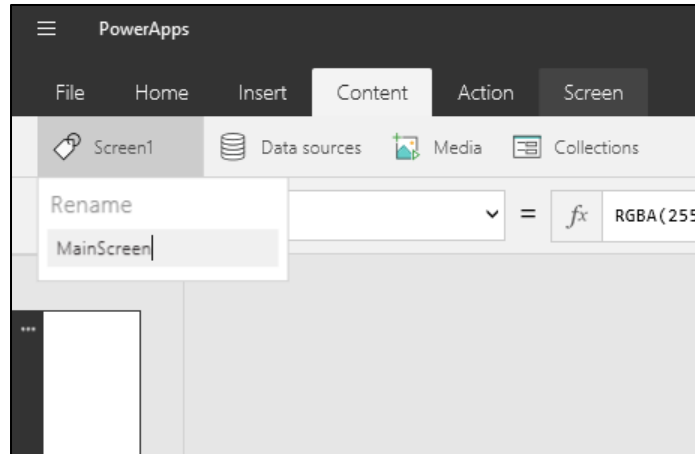 PowerApps
File Home Insert Content Action Screen
Screen1 Data sources Media Collections
Rename
= fx RGBA(255
MainScreen
...